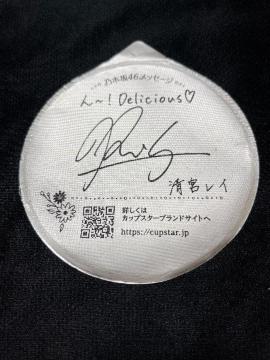 乃木坂46メッセージ
ん〜!Delicious♡
清宮レイ
詳しくは
カップスターブランドサイトへ
https://cupstar.jp